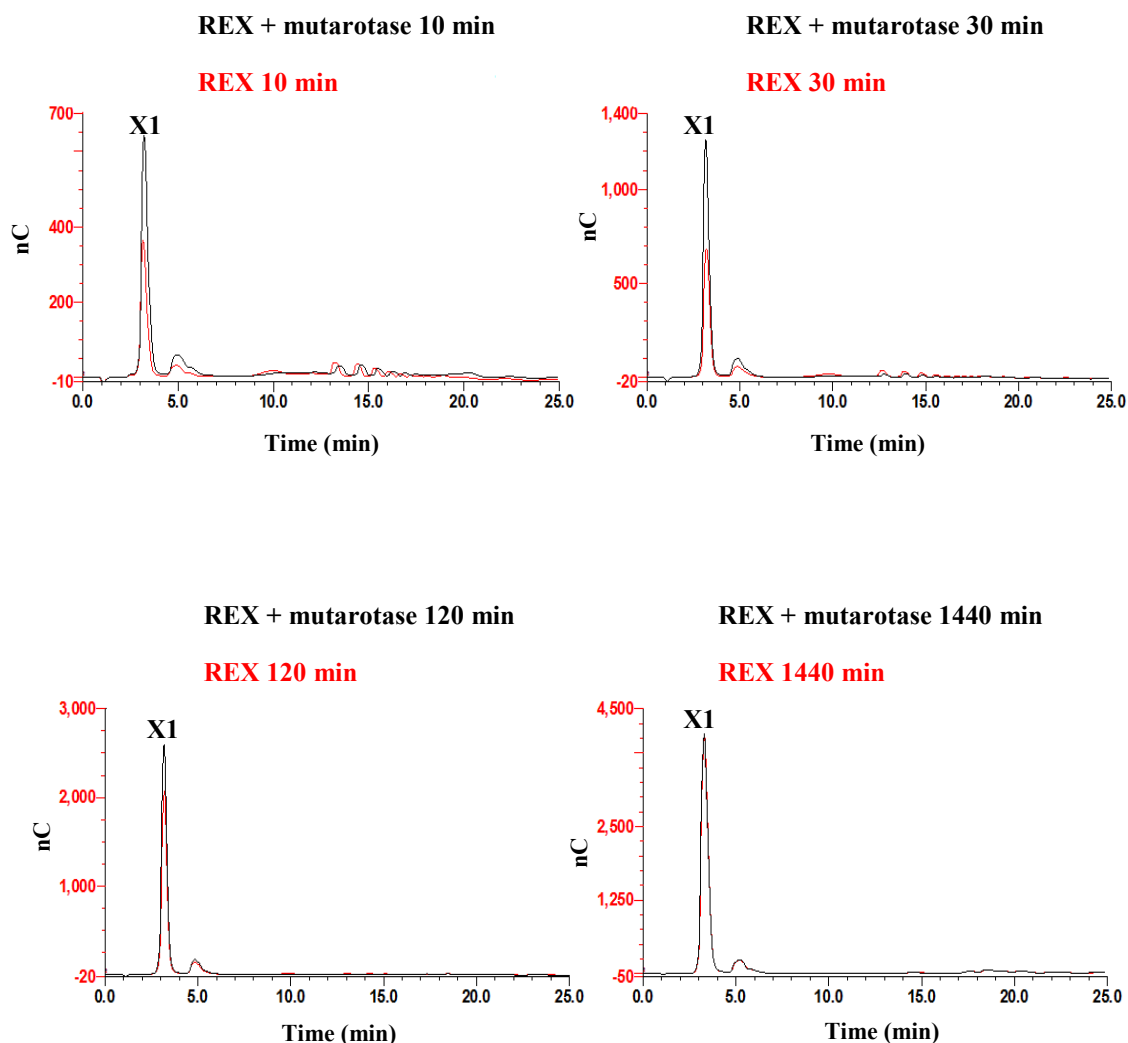 REX + mutarotase 10 min
REX 10 min
700
400
200
-10
nC
X1
0.0 5.0 10.0 15.0 20.0 25.0
Time (min)
REX + mutarotase 30 min
REX 30 min
1,400
1,000
500
-20
nC
X1
0.0 5.0 10.0 15.0 20.0 25.0
Time (min)
REX + mutarotase 120 min
REX 120 min
3,000
2,000
1,000
-20
nC
X1
0.0 5.0 10.0 15.0 20.0 25.0
Time (min)
REX + mutarotase 1440 min
REX 1440 min
4,500
2,500
1,250
-50
nC
X1
0.0 5.0 10.0 15.0 20.0 25.0
Time (min)